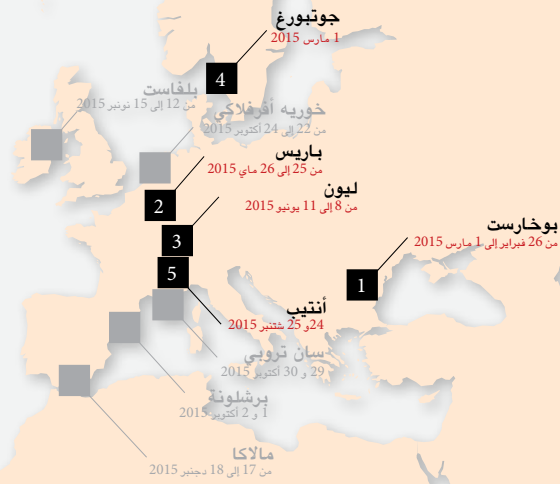 جوتبورغ
1 مارس 2015
4
بلفاست
من 12 إلى 15 نونبر 2015
خوريه أفرفلاكي
من 22 إلى 24 أكتوبر 2015
باريس
من 25 إلى 26 ماي 2015
2
ليون
من 8 إلى 11 يونيو 2015
3
بوخارست
من 26 فبراير إلى 1 مارس 2015
1
5
أنتيب
24و 25 شتنبر 2015
سان تروبي
29 و 30 أكتوبر 2015
برشلونة
1 و 2 أكتوبر 2015
مالاكا
من 17 إلى 18 دجنبر 2015